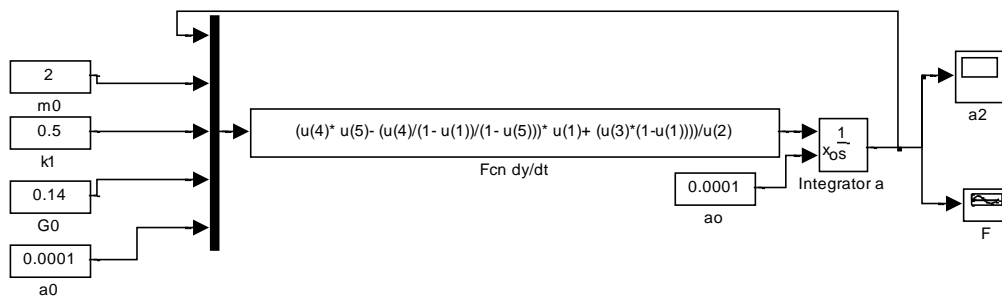 2
m0
0.5
k1
0.14
G0
0.0001
a0
(u(4)* u(5)- (u(4/(1- u(1))/(1- u(5)))* u(1)+ (u(3)*(1-u(1))))/u(2)
Fcn dy/dt
0.0001
ao
1
s
xo
Integrator a
a2
F